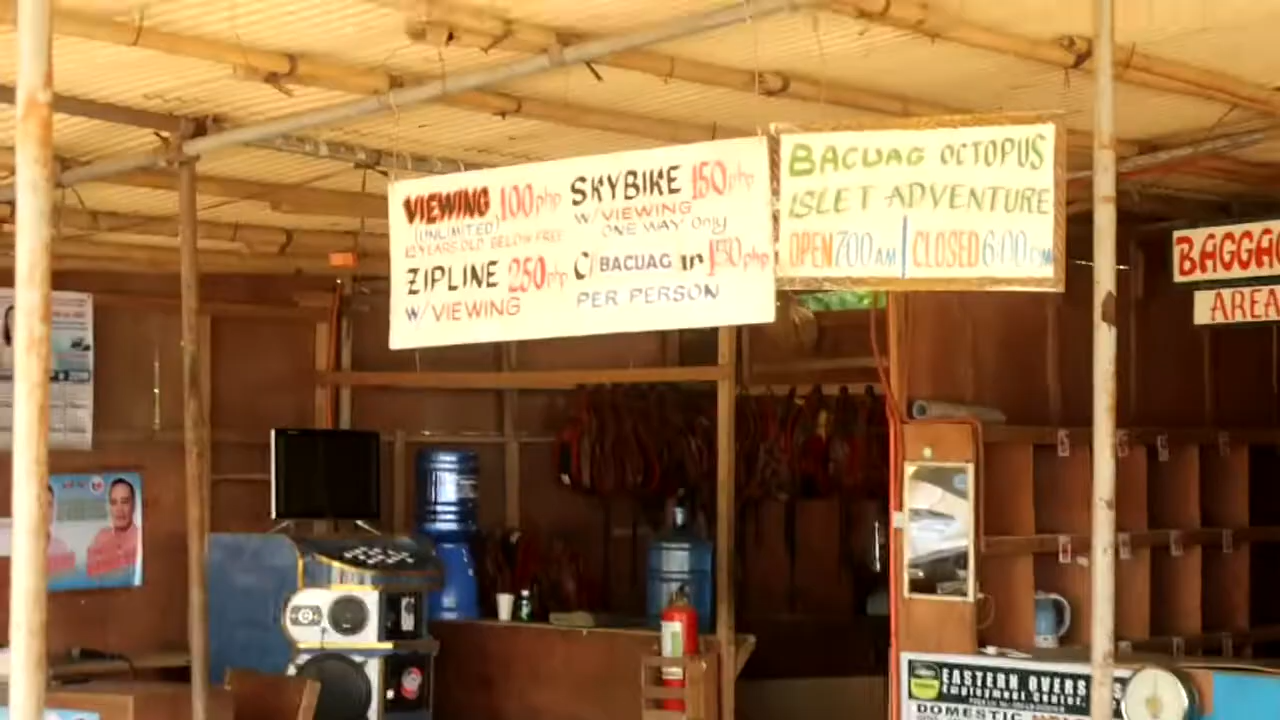 VIEWING 100php
(UNLIMITED)
12 YEARS OLD BELOW FREE
ZIPLINE 250php
W/VIEWING
SKYBIKE 150php
W/VIEWING
ONE WAY Only
C/BACUAG in 150php
PER PERSON
BACUAG OCTOPUS
ISLET ADVENTURE
OPEN 7:00 AM CLOSED 6:00 PM
BAGGAG
AREA
EASTERN OVERS
Employment Center.
DOMESTIC